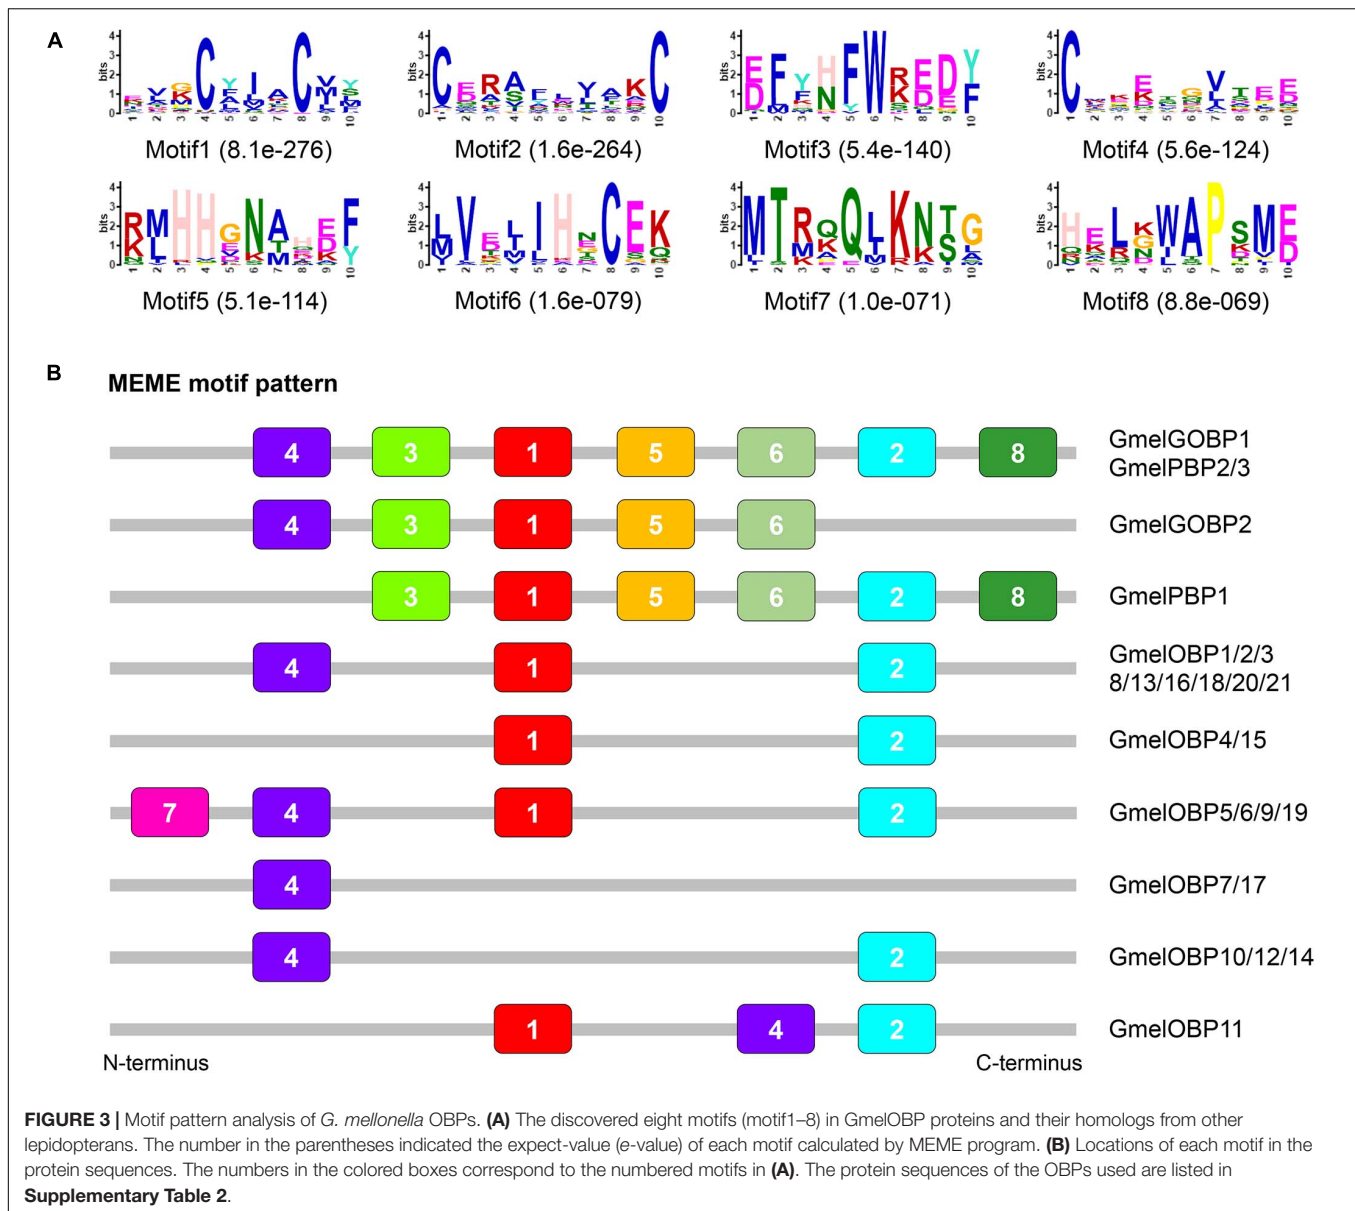 A
Motif1 (8.1e-276)
Motif2 (1.6e-264)
Motif3 (5.4e-140)
Motif4 (5.6e-124)
Motif5 (5.1e-114)
Motif6 (1.6e-079)
Motif7 (1.0e-071)
Motif8 (8.8e-069)
B
MEME motif pattern
4 3 1 5 6 2 8
GmelGOBP1
GmelPBP2/3
4 3 1 5 6
GmelGOBP2
3 1 5 6 2 8
GmelPBP1
4 1 2
GmelOBP1/2/3
8/13/16/18/20/21
1 2
GmelOBP4/15
7 4 1 2
GmelOBP5/6/9/19
4
GmelOBP7/17
4 2
GmelOBP10/12/14
1 4 2
GmelOBP11
N-terminus
C-terminus
FIGURE 3 | Motif pattern analysis of G. mellonella OBPs. (A) The discovered eight motifs (motif1–8) in GmelOBP proteins and their homologs from other
lepidopterans. The number in the parentheses indicated the expect-value (e-value) of each motif calculated by MEME program. (B) Locations of each motif in the
protein sequences. The numbers in the colored boxes correspond to the numbered motifs in (A). The protein sequences of the OBPs used are listed in
Supplementary Table 2.